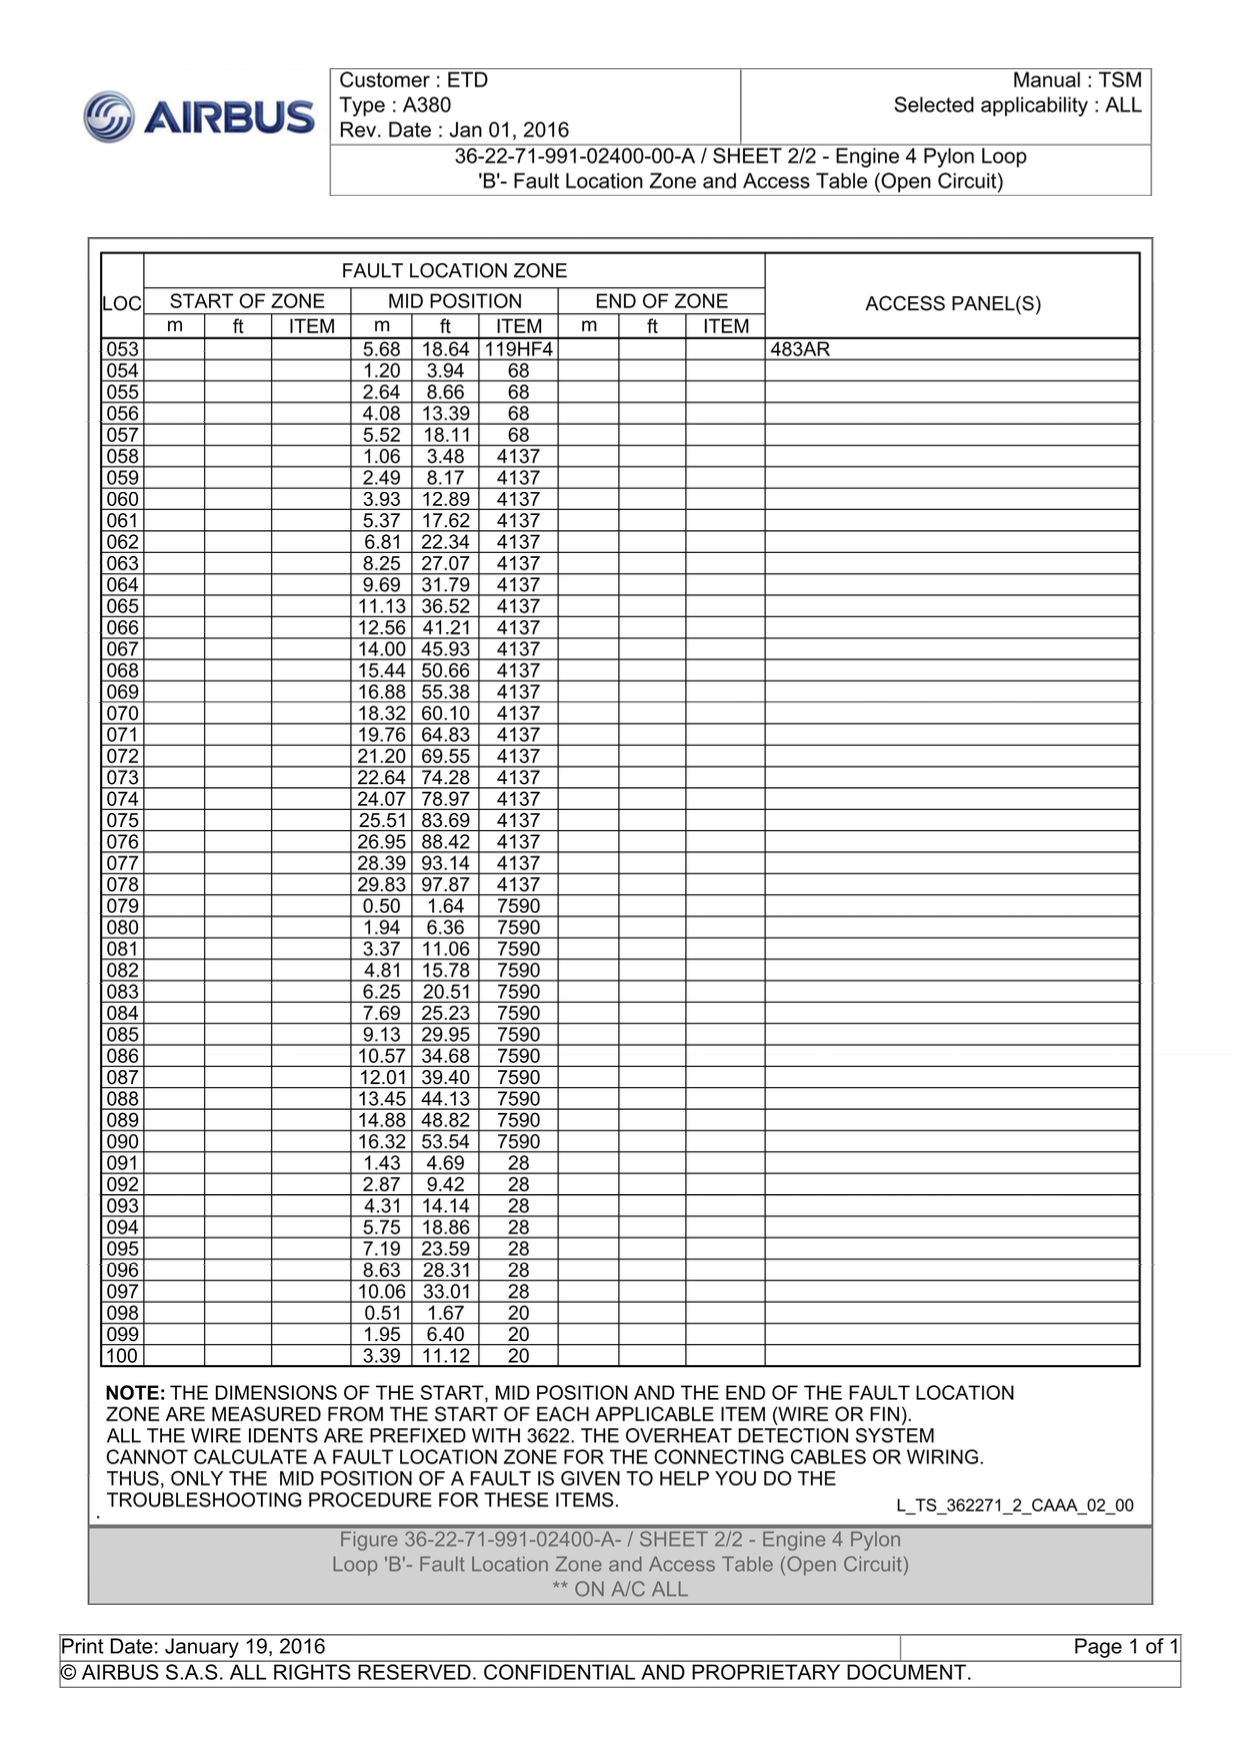 AIRBUS
Customer : ETD
Type : A380
Rev. Date : Jan 01, 2016
Manual : TSM
Selected applicability : ALL
36-22-71-991-02400-00-A / SHEET 2/2 - Engine 4 Pylon Loop
'B'- Fault Location Zone and Access Table (Open Circuit)
LOC FAULT LOCATION ZONE ACCESS PANEL(S)
START OF ZONE MID POSITION END OF ZONE
m ft ITEM m ft ITEM m ft ITEM
053 5.68 18.64 119HF4 483AR
054 1.20 3.94 68
055 2.64 8.66 68
056 4.08 13.39 68
057 5.52 18.11 68
058 1.06 3.48 4137
059 2.49 8.17 4137
060 3.93 12.89 4137
061 5.37 17.62 4137
062 6.81 22.34 4137
063 8.25 27.07 4137
064 9.69 31.79 4137
065 11.13 36.52 4137
066 12.56 41.21 4137
067 14.00 45.93 4137
068 15.44 50.66 4137
069 16.88 55.38 4137
070 18.32 60.10 4137
071 19.76 64.83 4137
072 21.20 69.55 4137
073 22.64 74.28 4137
074 24.07 78.97 4137
075 25.51 83.69 4137
076 26.95 88.42 4137
077 28.39 93.14 4137
078 29.83 97.87 4137
079 0.50 1.64 7590
080 1.94 6.36 7590
081 3.37 11.06 7590
082 4.81 15.78 7590
083 6.25 20.51 7590
084 7.69 25.23 7590
085 9.13 29.95 7590
086 10.57 34.68 7590
087 12.01 39.40 7590
088 13.45 44.13 7590
089 14.88 48.82 7590
090 16.32 53.54 7590
091 1.43 4.69 28
092 2.87 9.42 28
093 4.31 14.14 28
094 5.75 18.86 28
095 7.19 23.59 28
096 8.63 28.31 28
097 10.06 33.01 28
098 0.51 1.67 20
099 1.95 6.40 20
100 3.39 11.12 20
NOTE: THE DIMENSIONS OF THE START, MID POSITION AND THE END OF THE FAULT LOCATION
ZONE ARE MEASURED FROM THE START OF EACH APPLICABLE ITEM (WIRE OR FIN).
ALL THE WIRE IDENTS ARE PREFIXED WITH 3622. THE OVERHEAT DETECTION SYSTEM
CANNOT CALCULATE A FAULT LOCATION ZONE FOR THE CONNECTING CABLES OR WIRING.
THUS, ONLY THE MID POSITION OF A FAULT IS GIVEN TO HELP YOU DO THE
TROUBLESHOOTING PROCEDURE FOR THESE ITEMS.
L_TS_362271_2_CAAA_02_00
Figure 36-22-71-991-02400-A- / SHEET 2/2 - Engine 4 Pylon
Loop 'B'- Fault Location Zone and Access Table (Open Circuit)
** ON A/C ALL
Print Date: January 19, 2016
Page 1 of 1
© AIRBUS S.A.S. ALL RIGHTS RESERVED. CONFIDENTIAL AND PROPRIETARY DOCUMENT.